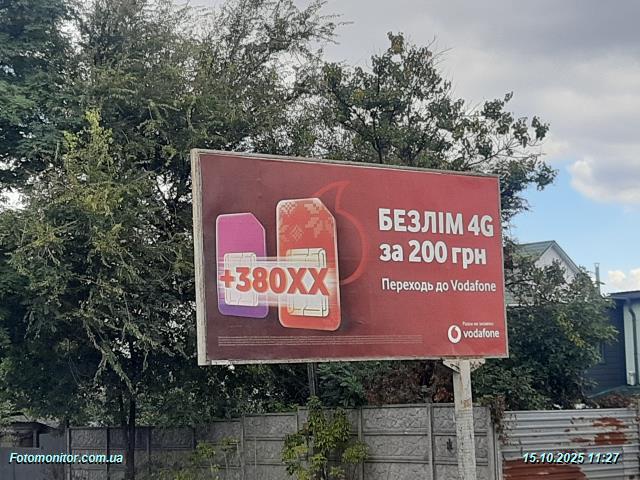 БЕЗЛІМ 4G
за 200 грн
+380XX
Переходь до Vodafone
vodafone
Fotomonitor.com.ua
15.10.2025 11:27